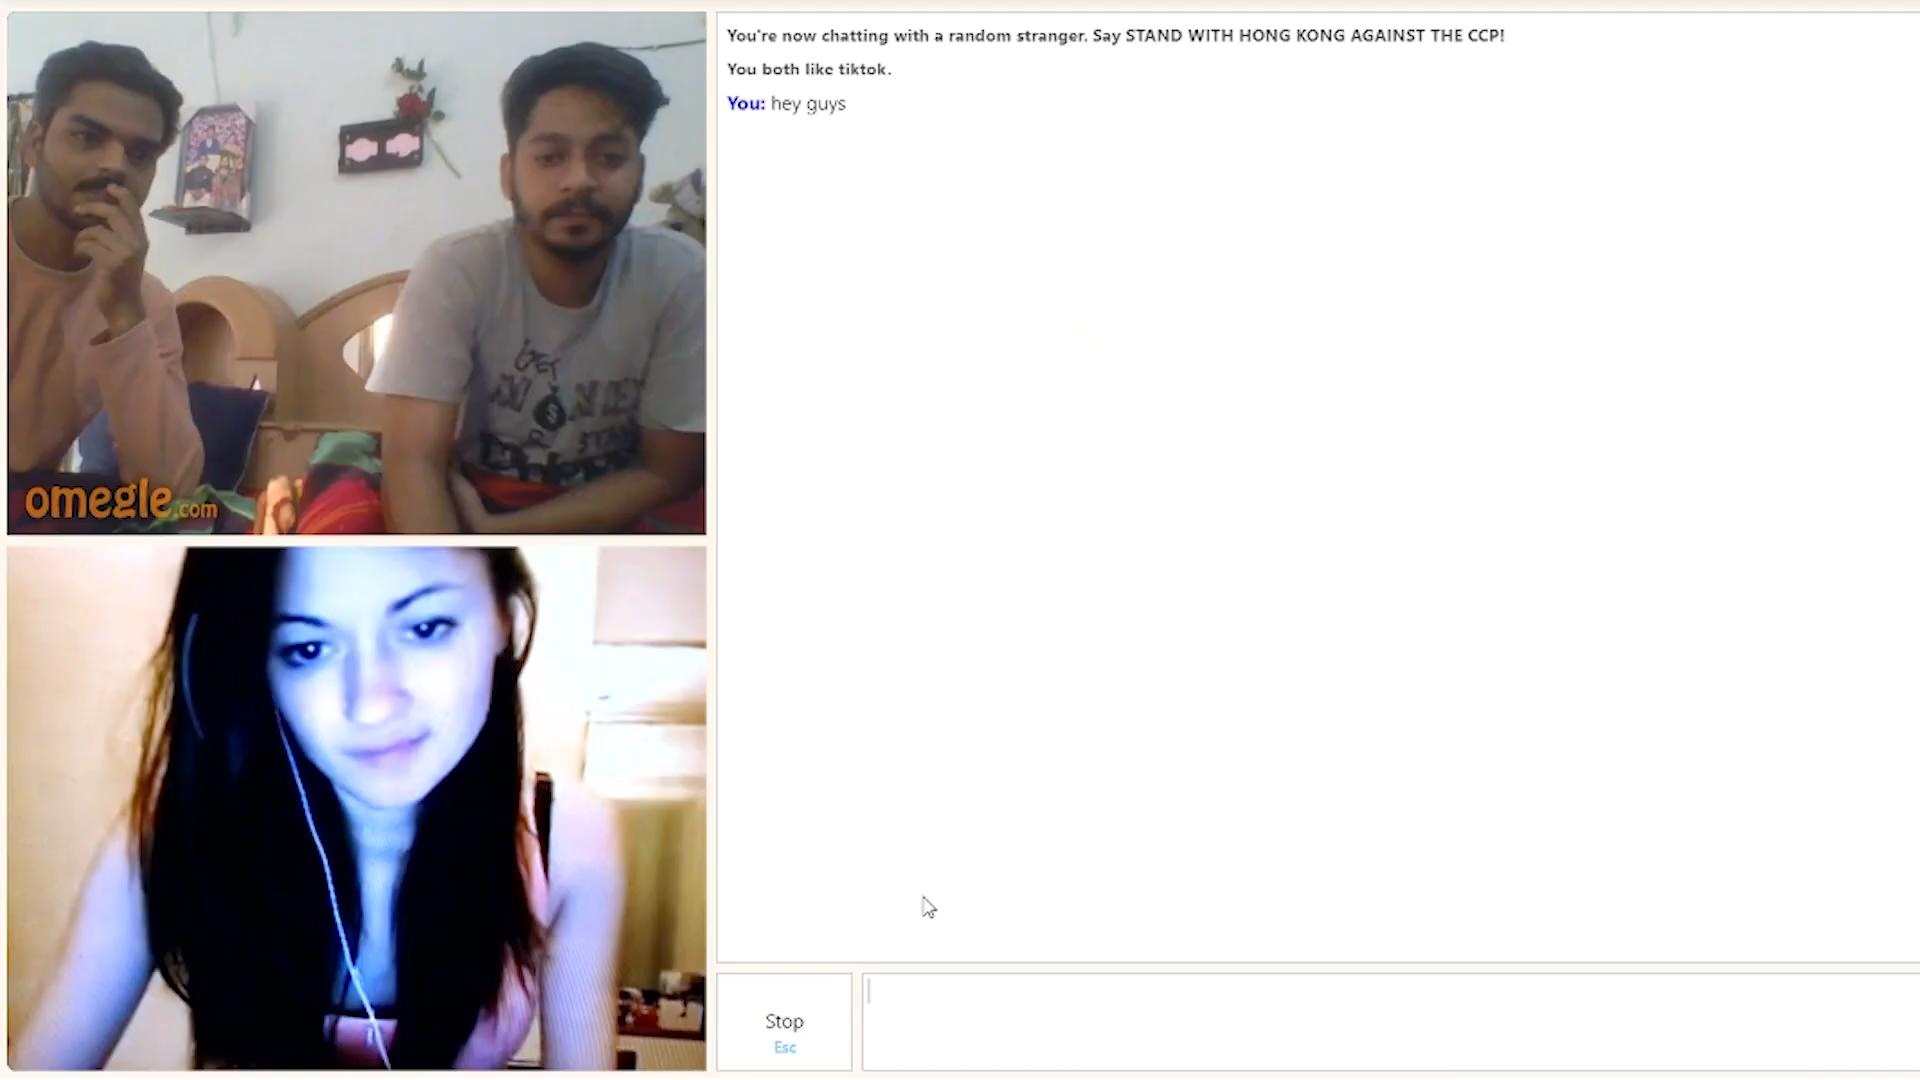 You're now chatting with a random stranger. Say STAND WITH HONG KONG AGAINST THE CCP!
You both like tiktok.
You: hey guys
GET
omegle.com
Stop
Esc